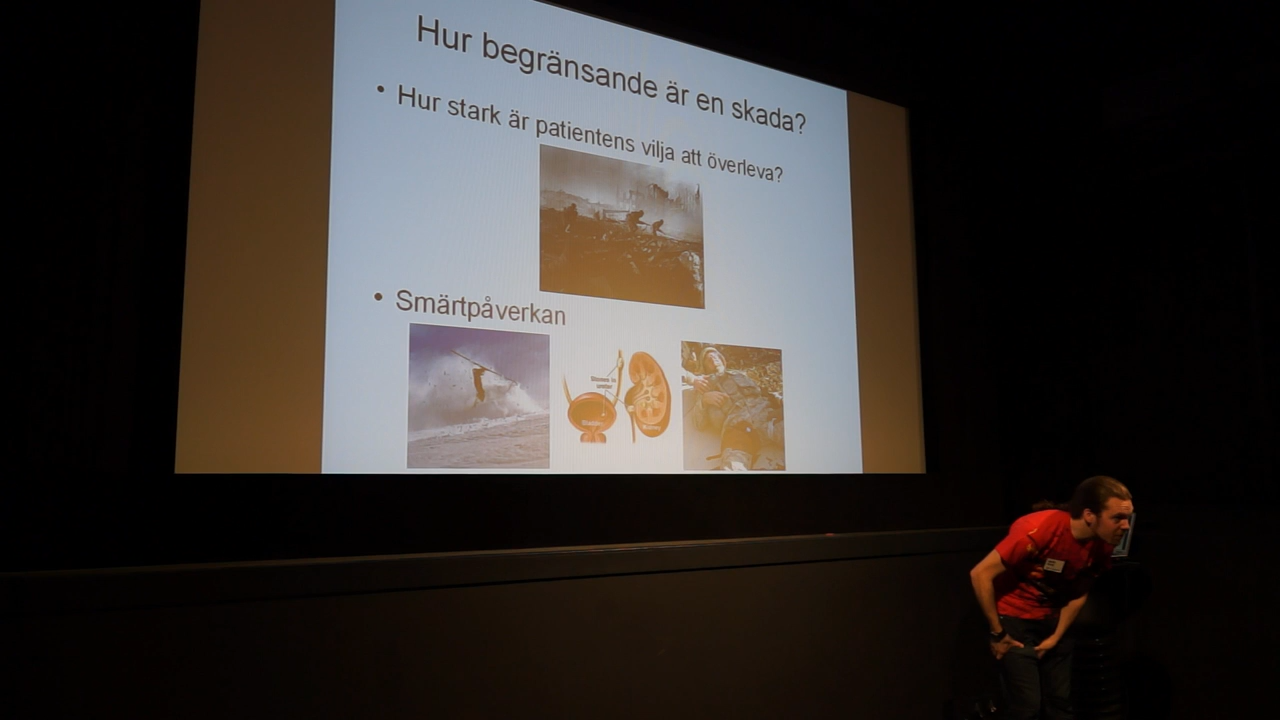 Hur begränsande är en skada?
• Hur stark är patientens vilja att överleva?
• Smärtpåverkan